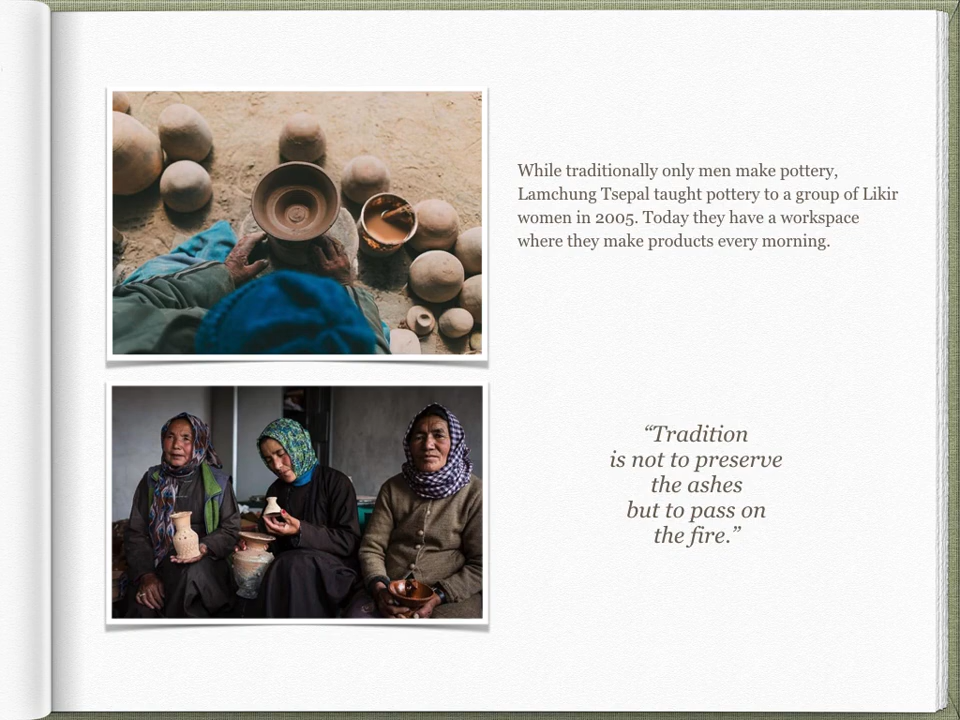 While traditionally only men make pottery,
Lamchung Tsepal taught pottery to a group of Likir
women in 2005. Today they have a workspace
where they make products every morning.
“Tradition
is not to preserve
the ashes
but to pass on
the fire.”